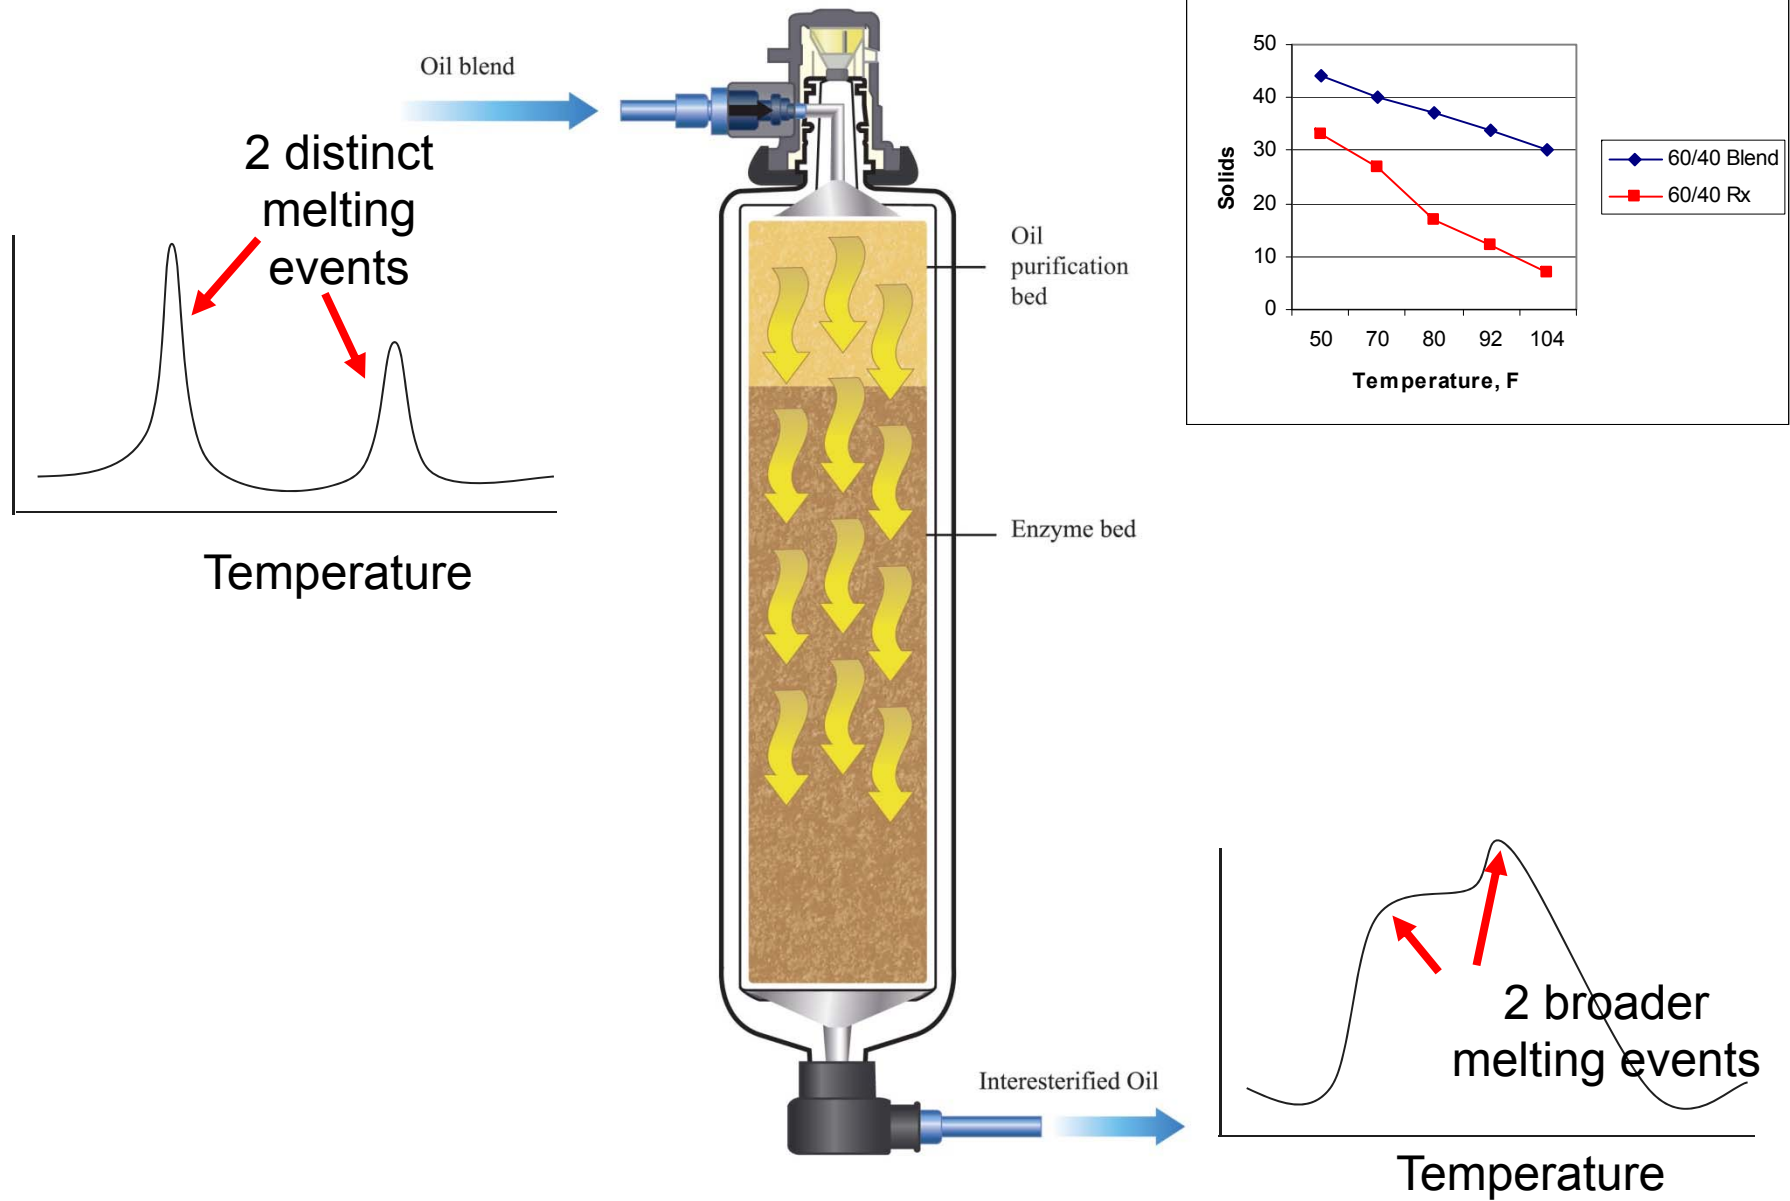 Oil blend
2 distinct
melting
events
Temperature
Oil
purification
bed
Enzyme bed
Interesterified Oil
50
40
30
20
10
0
Solids
50 70 80 92 104
Temperature, F
60/40 Blend
60/40 Rx
2 broader
melting events
Temperature